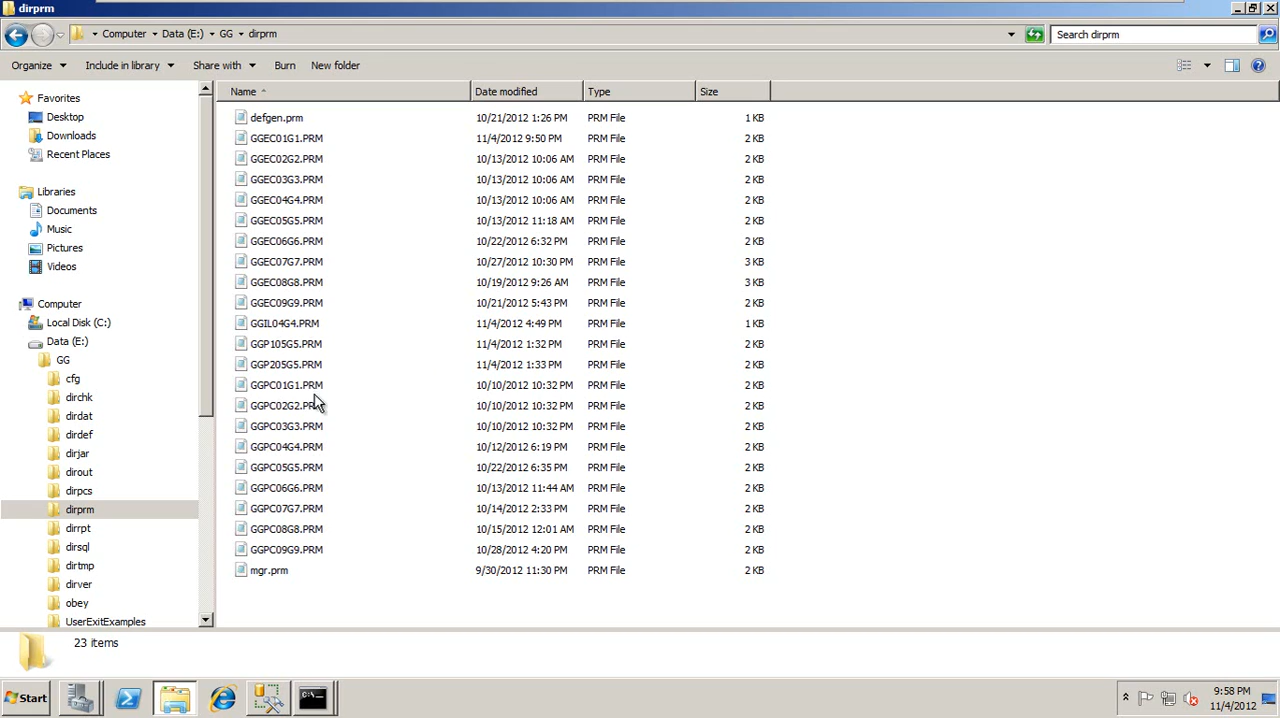 dirprm
Computer Data (E:) GG dirprm Search dirprm
Organize Include in library Share with Burn New folder
Favorites
Desktop
Downloads
Recent Places
Libraries
Documents
Music
Pictures
Videos
Computer
Local Disk (C:)
Data (E:)
GG
cfg
dirchk
dirdat
dirdef
dirjar
dirout
dirpcs
dirprm
dirrpt
dirsql
dirtmp
dirver
obey
UserExitExamples
Name Date modified Type Size
defgen.prm 10/21/2012 1:26 PM PRM File 1 KB
GGEC01G1.PRM 11/4/2012 9:50 PM PRM File 2 KB
GGEC02G2.PRM 10/13/2012 10:06 AM PRM File 2 KB
GGEC03G3.PRM 10/13/2012 10:06 AM PRM File 2 KB
GGEC04G4.PRM 10/13/2012 10:06 AM PRM File 2 KB
GGEC05G5.PRM 10/13/2012 11:18 AM PRM File 2 KB
GGEC06G6.PRM 10/22/2012 6:32 PM PRM File 2 KB
GGEC07G7.PRM 10/27/2012 10:30 PM PRM File 3 KB
GGEC08G8.PRM 10/19/2012 9:26 AM PRM File 3 KB
GGEC09G9.PRM 10/21/2012 5:43 PM PRM File 2 KB
GGIL04G4.PRM 11/4/2012 4:49 PM PRM File 1 KB
GGP105G5.PRM 11/4/2012 1:32 PM PRM File 2 KB
GGP205G5.PRM 11/4/2012 1:33 PM PRM File 2 KB
GGPC01G1.PRM 10/10/2012 10:32 PM PRM File 2 KB
GGPC02G2.PRM 10/10/2012 10:32 PM PRM File 2 KB
GGPC03G3.PRM 10/10/2012 10:32 PM PRM File 2 KB
GGPC04G4.PRM 10/12/2012 6:19 PM PRM File 2 KB
GGPC05G5.PRM 10/22/2012 6:35 PM PRM File 2 KB
GGPC06G6.PRM 10/13/2012 11:44 AM PRM File 2 KB
GGPC07G7.PRM 10/14/2012 2:33 PM PRM File 2 KB
GGPC08G8.PRM 10/15/2012 12:01 AM PRM File 2 KB
GGPC09G9.PRM 10/28/2012 4:20 PM PRM File 2 KB
mgr.prm 9/30/2012 11:30 PM PRM File 2 KB
23 items
Start 9:58 PM
11/4/2012